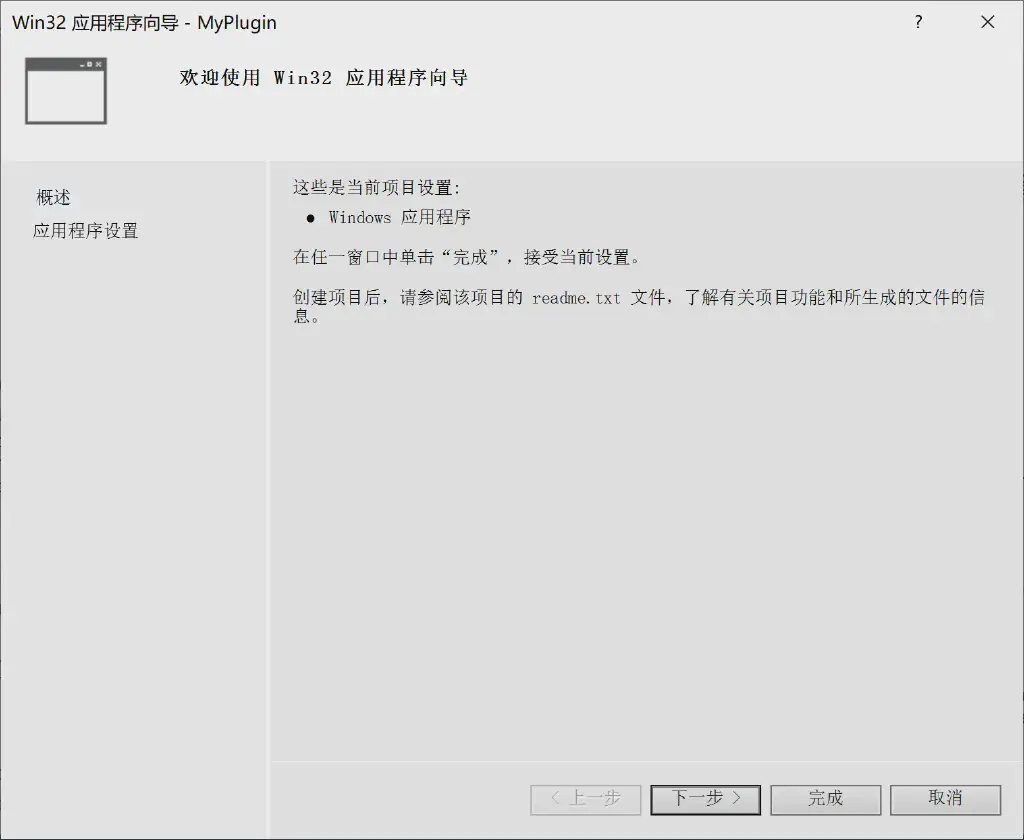 Win32 应用程序向导 - MyPlugin
?
欢迎使用 Win32 应用程序向导
概述
应用程序设置
这些是当前项目设置:
● Windows 应用程序
在任一窗口中单击“完成”，接受当前设置。
创建项目后，请参阅该项目的 readme.txt 文件，了解有关项目功能和所生成的文件的信
息。
< 上一步
下一步 >
完成
取消